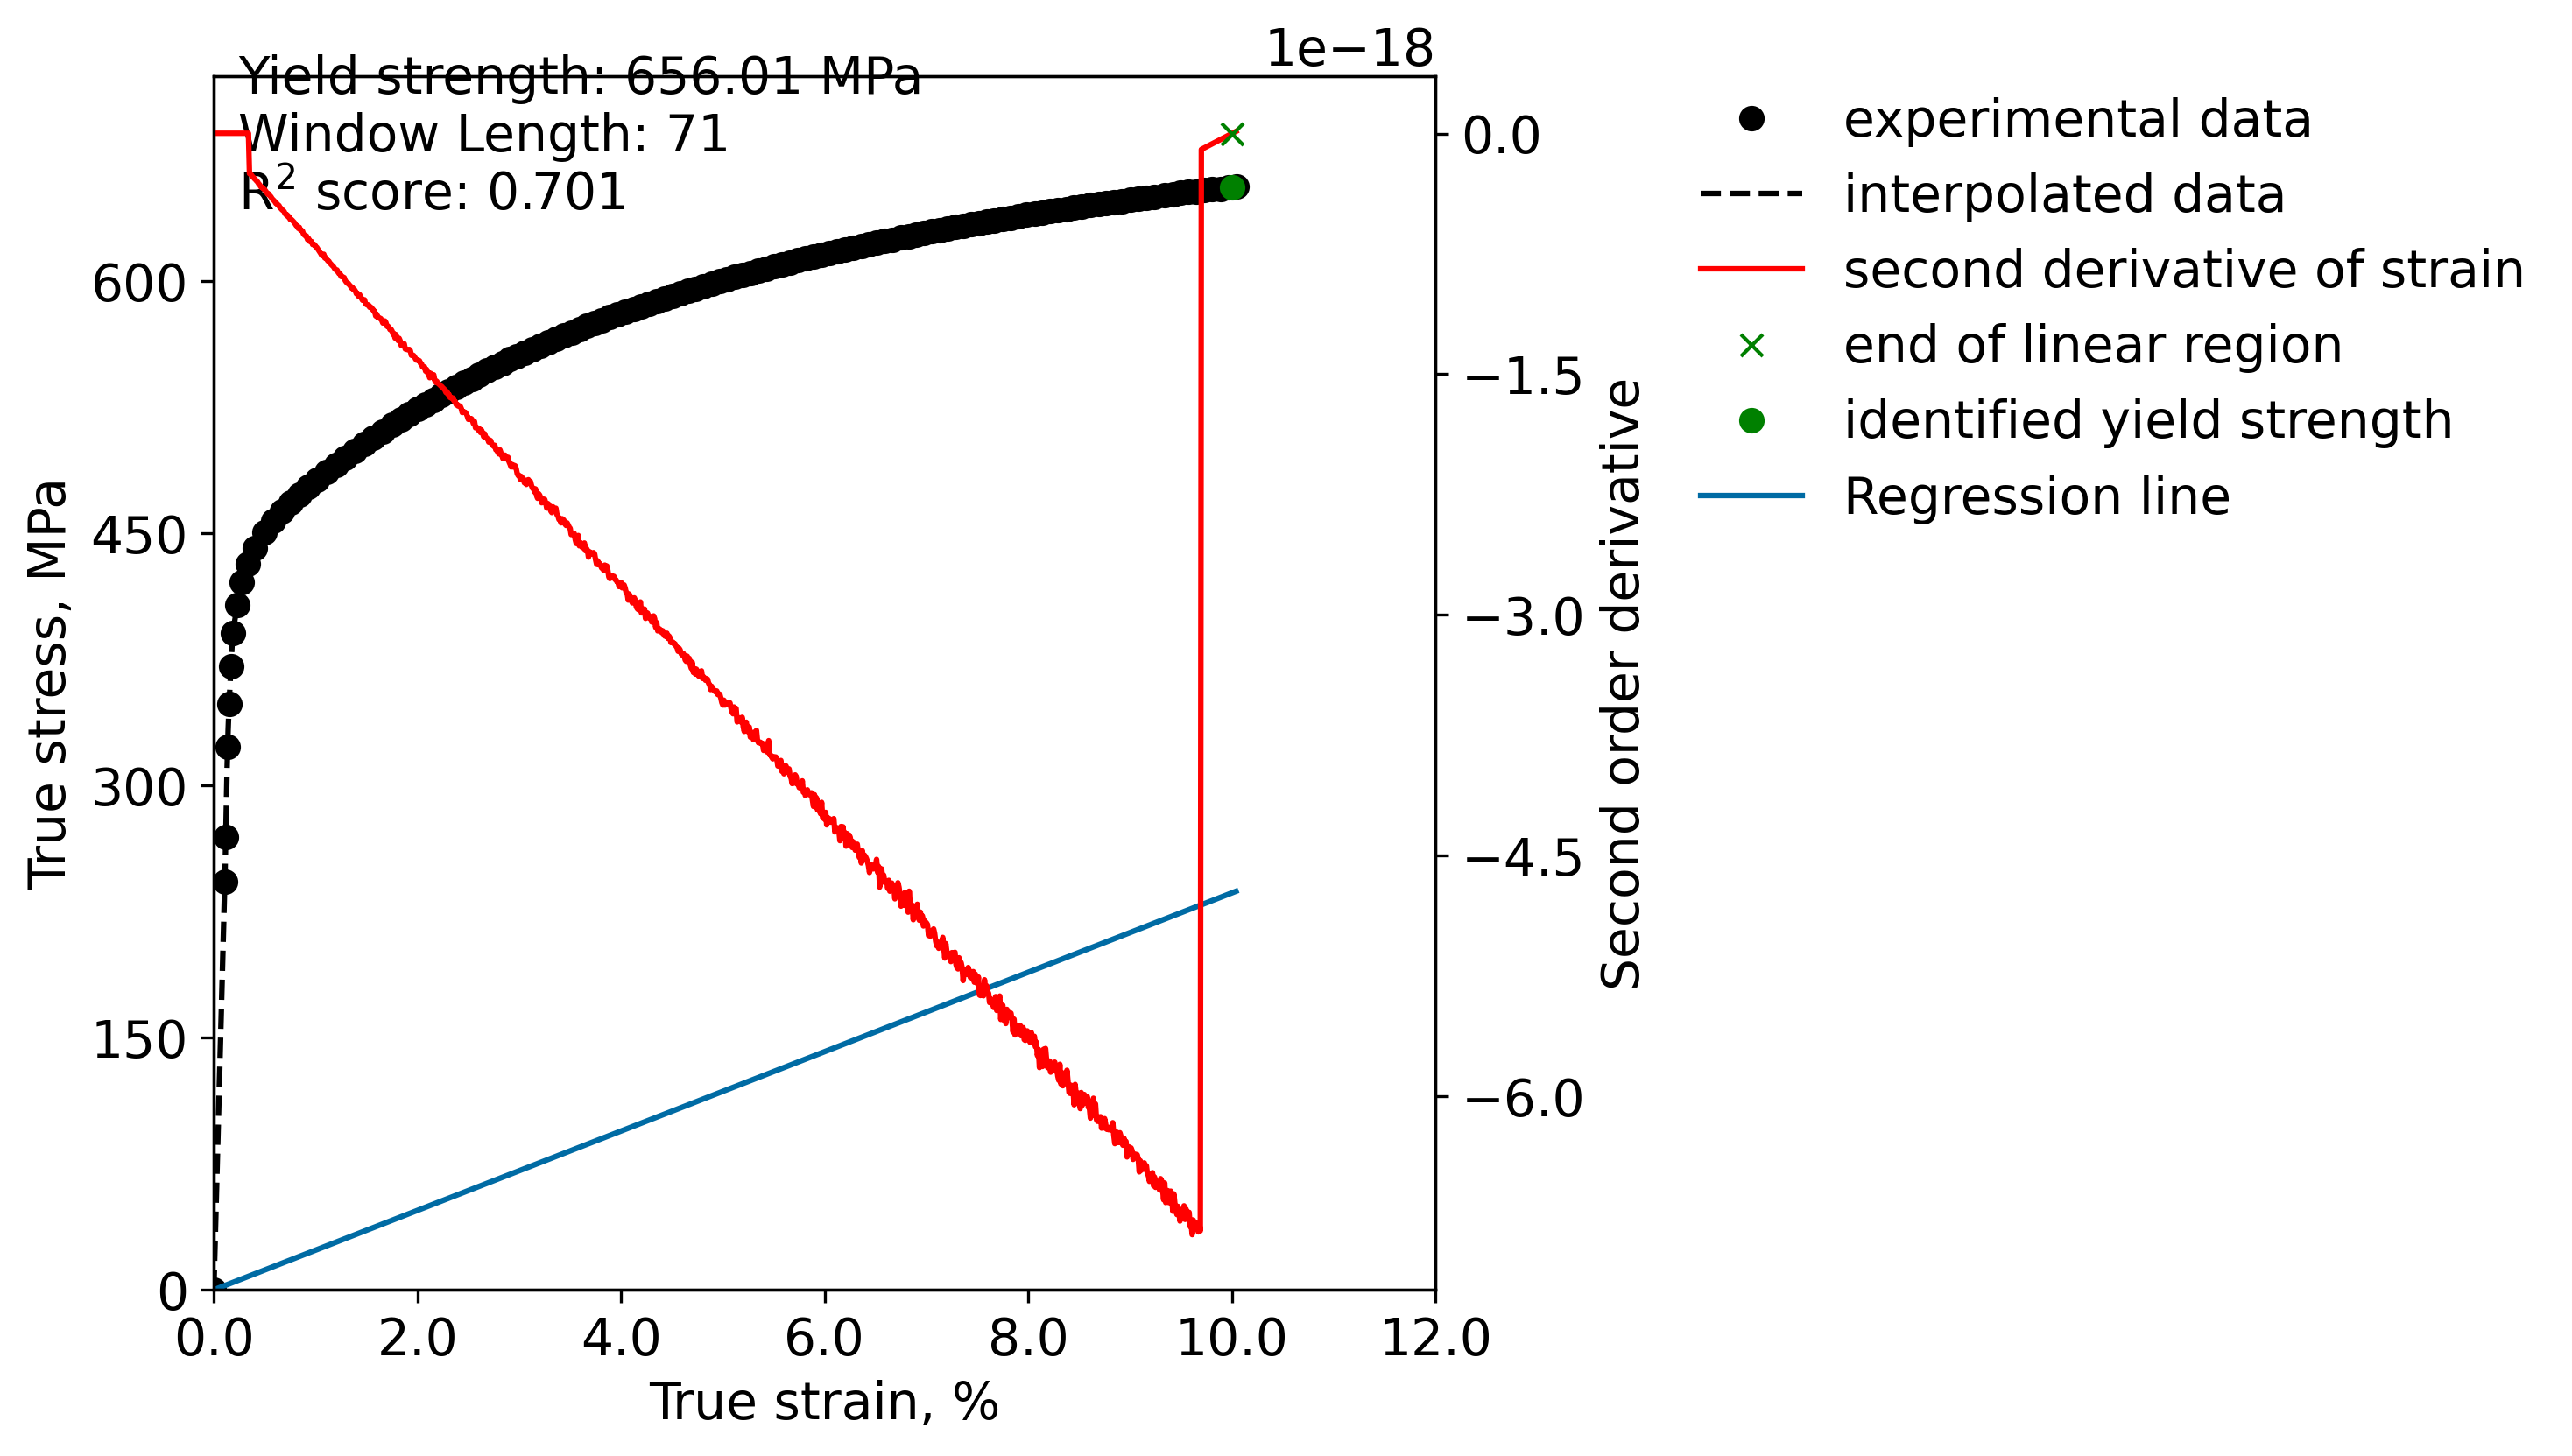 1e−18
Yield strength: 656.01 MPa
Window Length: 71
R² score: 0.701
True stress, MPa
600
450
300
150
0
0.0
2.0
4.0
6.0
8.0
10.0
12.0
True strain, %
0.0
−1.5
−3.0
−4.5
−6.0
Second order derivative
experimental data
interpolated data
second derivative of strain
end of linear region
identified yield strength
Regression line